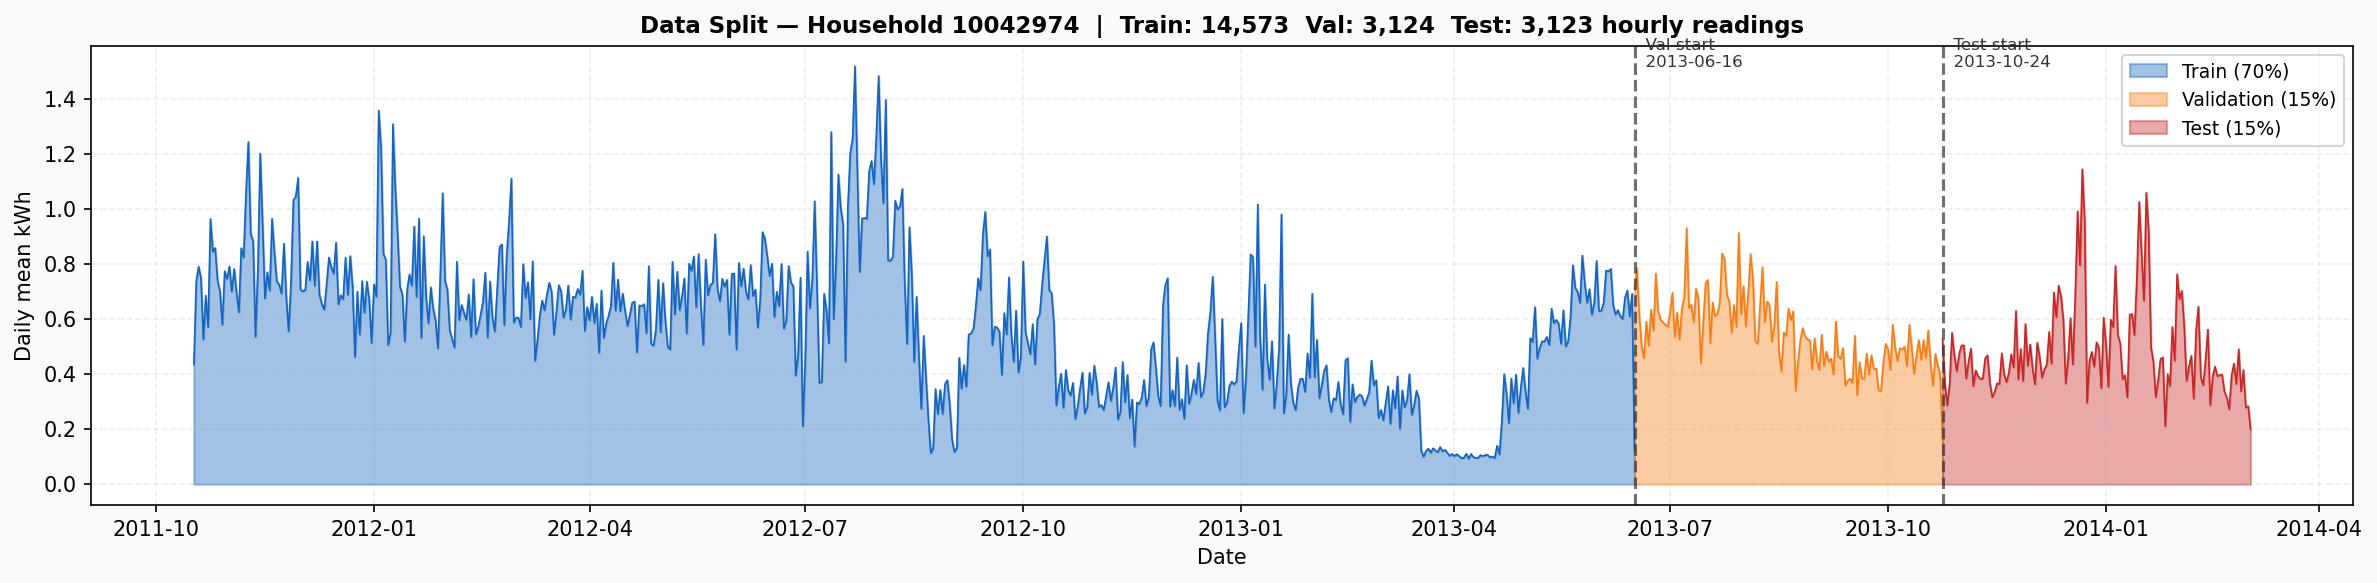 Data Split — Household 10042974  |  Train: 14,573  Val: 3,124  Test: 3,123 hourly readings
Val start
2013-06-16
Test start
2013-10-24
Train (70%)
Validation (15%)
Test (15%)
Daily mean kWh
1.4
1.2
1.0
0.8
0.6
0.4
0.2
0.0
2011-10
2012-01
2012-04
2012-07
2012-10
2013-01
2013-04
2013-07
2013-10
2014-01
2014-04
Date